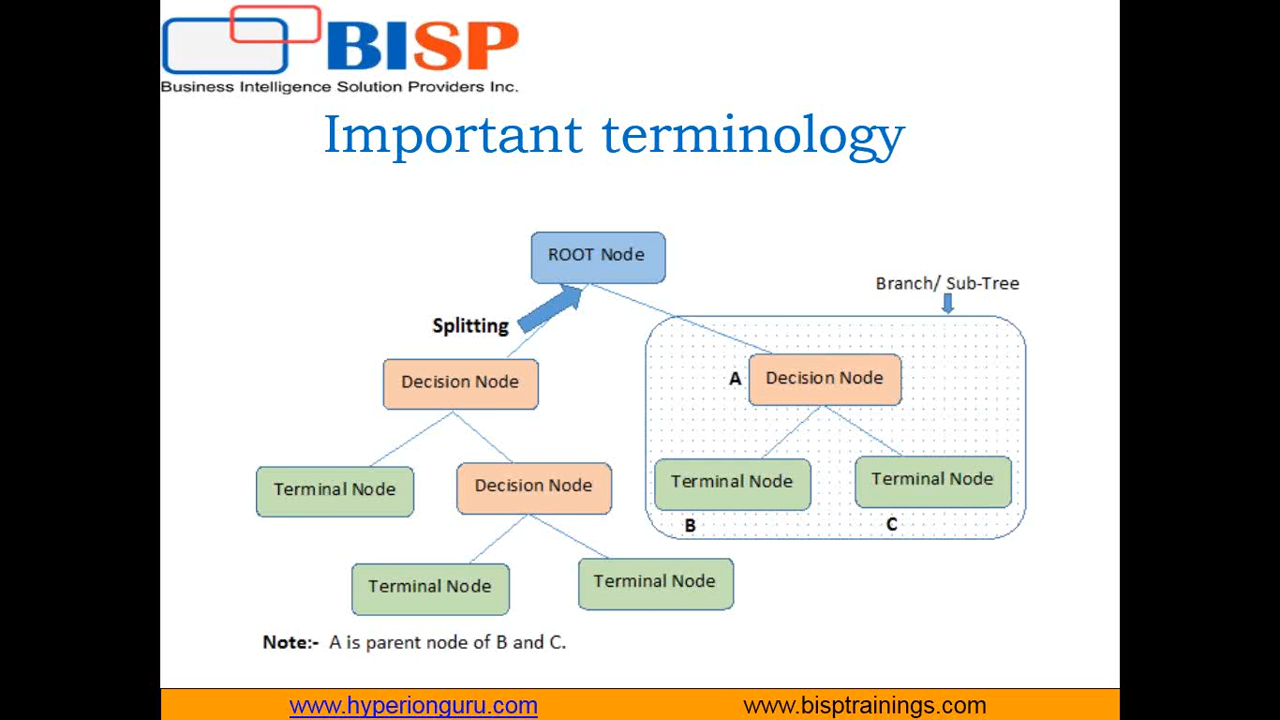 BISP
Business Intelligence Solution Providers Inc.
Important terminology
ROOT Node
Branch/ Sub-Tree
Splitting
Decision Node
A
Decision Node
Terminal Node
Decision Node
Terminal Node
Terminal Node
B
C
Terminal Node
Terminal Node
Note:- A is parent node of B and C.
www.hyperionguru.com
www.bisptrainings.com